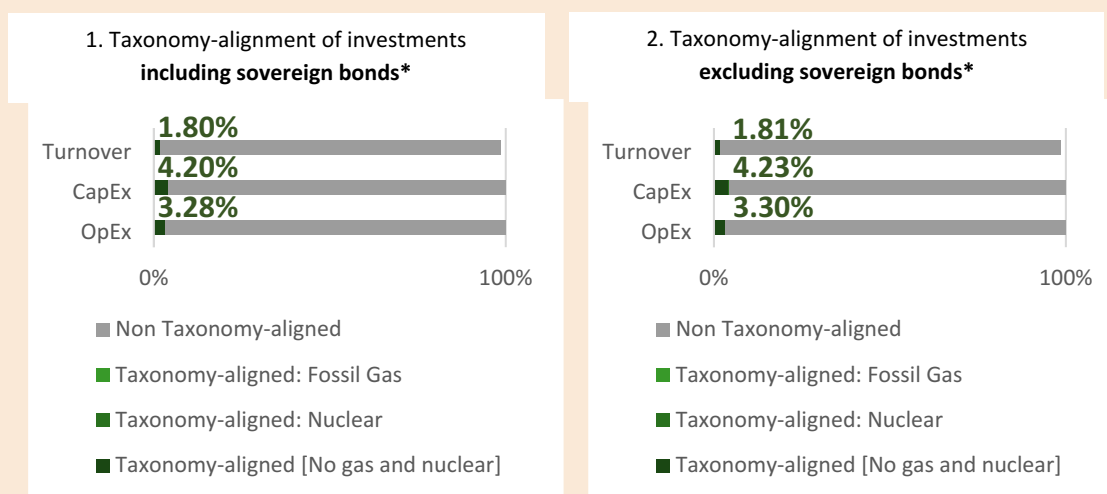 1. Taxonomy-alignment of investments
including sovereign bonds*
1.80%
Turnover
4.20%
CapEx
3.28%
OpEx
0%
100%
Non Taxonomy-aligned
Taxonomy-aligned: Fossil Gas
Taxonomy-aligned: Nuclear
Taxonomy-aligned [No gas and nuclear]
2. Taxonomy-alignment of investments
excluding sovereign bonds*
1.81%
Turnover
4.23%
CapEx
3.30%
OpEx
0%
100%
Non Taxonomy-aligned
Taxonomy-aligned: Fossil Gas
Taxonomy-aligned: Nuclear
Taxonomy-aligned [No gas and nuclear]